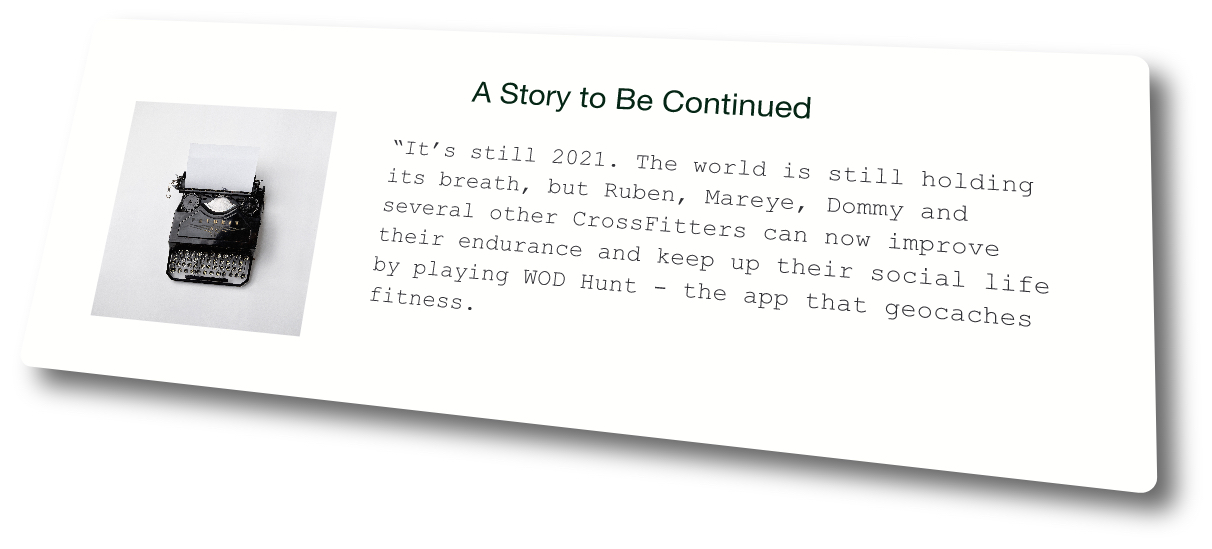 A Story to Be Continued
“It’s still 2021. The world is still holding
its breath, but Ruben, Mareye, Dommy and
several other CrossFitters can now improve
their endurance and keep up their social life
by playing WOD Hunt - the app that geocaches
fitness.